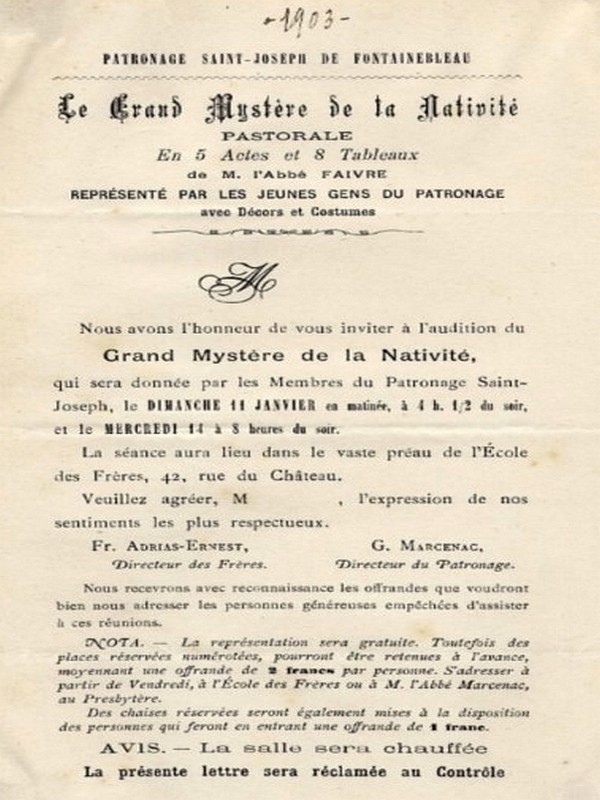 -1903-
PATRONAGE SAINT-JOSEPH DE FONTAINEBLEAU
Le Grand Mystère de la Nativité
PASTORALE
En 5 Actes et 8 Tableaux
de M. l'Abbé FAIVRE
REPRÉSENTÉ PAR LES JEUNES GENS DU PATRONAGE
avec Décors et Costumes
M
Nous avons l'honneur de vous inviter à l'audition du
Grand Mystère de la Nativité,
qui sera donnée par les Membres du Patronage Saint-
Joseph, le DIMANCHE 11 JANVIER en matinée, à 4 h. 1/2 du soir,
et le MERCREDI 14 à 8 heures du soir.
La séance aura lieu dans le vaste préau de l'École
des Frères, 42, rue du Château.
Veuillez agréer, M , l'expression de nos
sentiments les plus respectueux.
Fr. Adrias-Ernest, G. Marcenac,
Directeur des Frères. Directeur du Patronage.
Nous recevrons avec reconnaissance les offrandes que voudront
bien nous adresser les personnes généreuses empêchées d'assister
à ces réunions.
NOTA. — La représentation sera gratuite. Toutefois des
places réservées numérotées, pourront être retenues à l'avance,
moyennant une offrande de 2 francs par personne. S'adresser à
partir de Vendredi, à l'École des Frères ou à M. l'Abbé Marcenac,
au Presbytère.
Des chaises réservées seront également mises à la disposition
des personnes qui feront en entrant une offrande de 1 franc.
AVIS. — La salle sera chauffée
La présente lettre sera réclamée au Contrôle